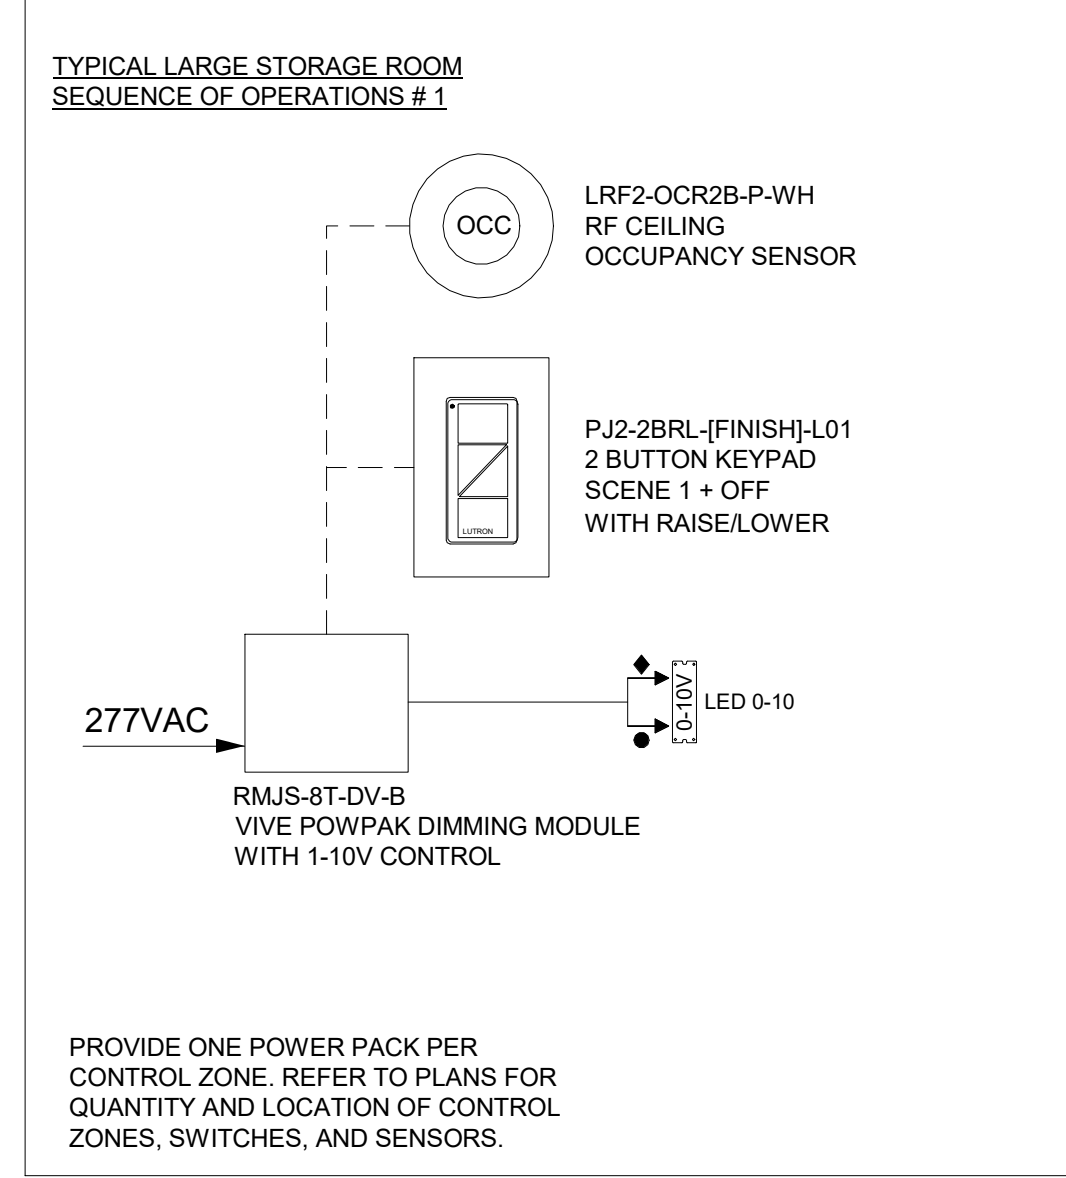 TYPICAL LARGE STORAGE ROOM
SEQUENCE OF OPERATIONS # 1
OCC
LRF2-OCR2B-P-WH
RF CEILING
OCCUPANCY SENSOR
LUTRON
PJ2-2BRL-[FINISH]-L01
2 BUTTON KEYPAD
SCENE 1 + OFF
WITH RAISE/LOWER
277VAC
0-10V
LED 0-10
RMJS-8T-DV-B
VIVE POWPAK DIMMING MODULE
WITH 1-10V CONTROL
PROVIDE ONE POWER PACK PER
CONTROL ZONE. REFER TO PLANS FOR
QUANTITY AND LOCATION OF CONTROL
ZONES, SWITCHES, AND SENSORS.